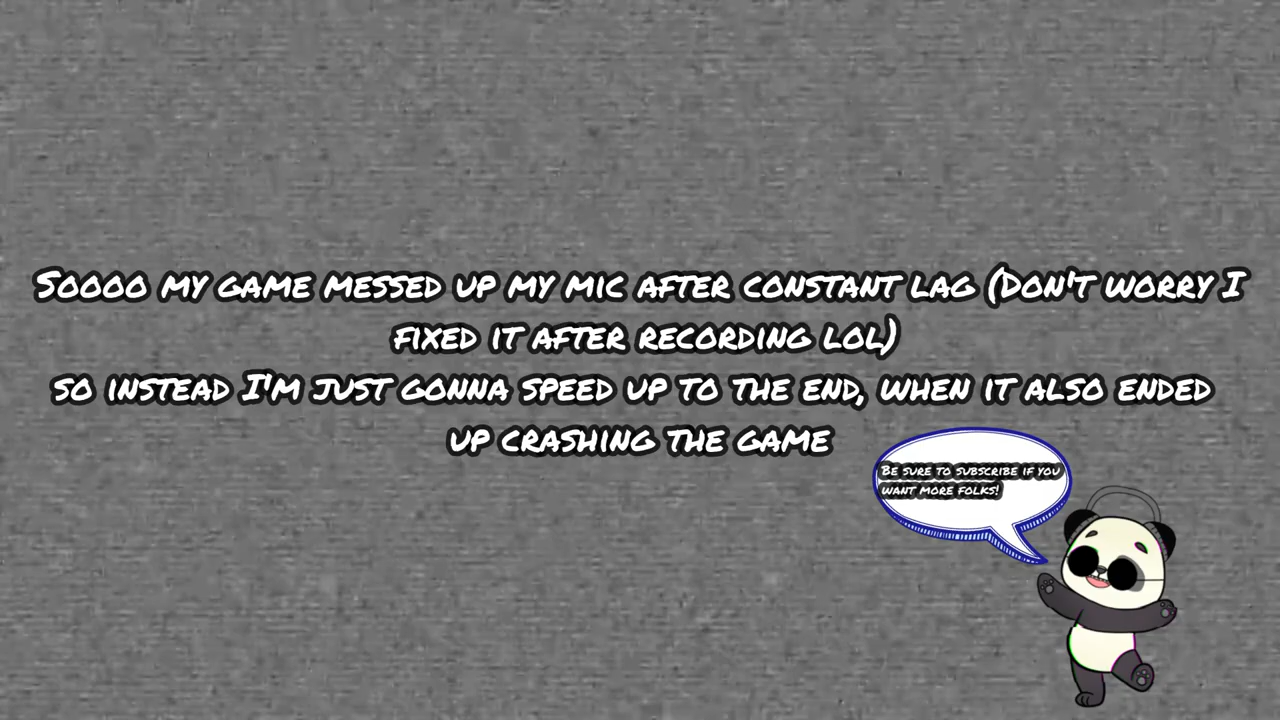 Soooo my game messed up my mic after constant lag (Don't worry I
fixed it after recording lol)
so instead I'm just gonna speed up to the end, when it also ended
up crashing the game
Be sure to subscribe if you
want more folks!